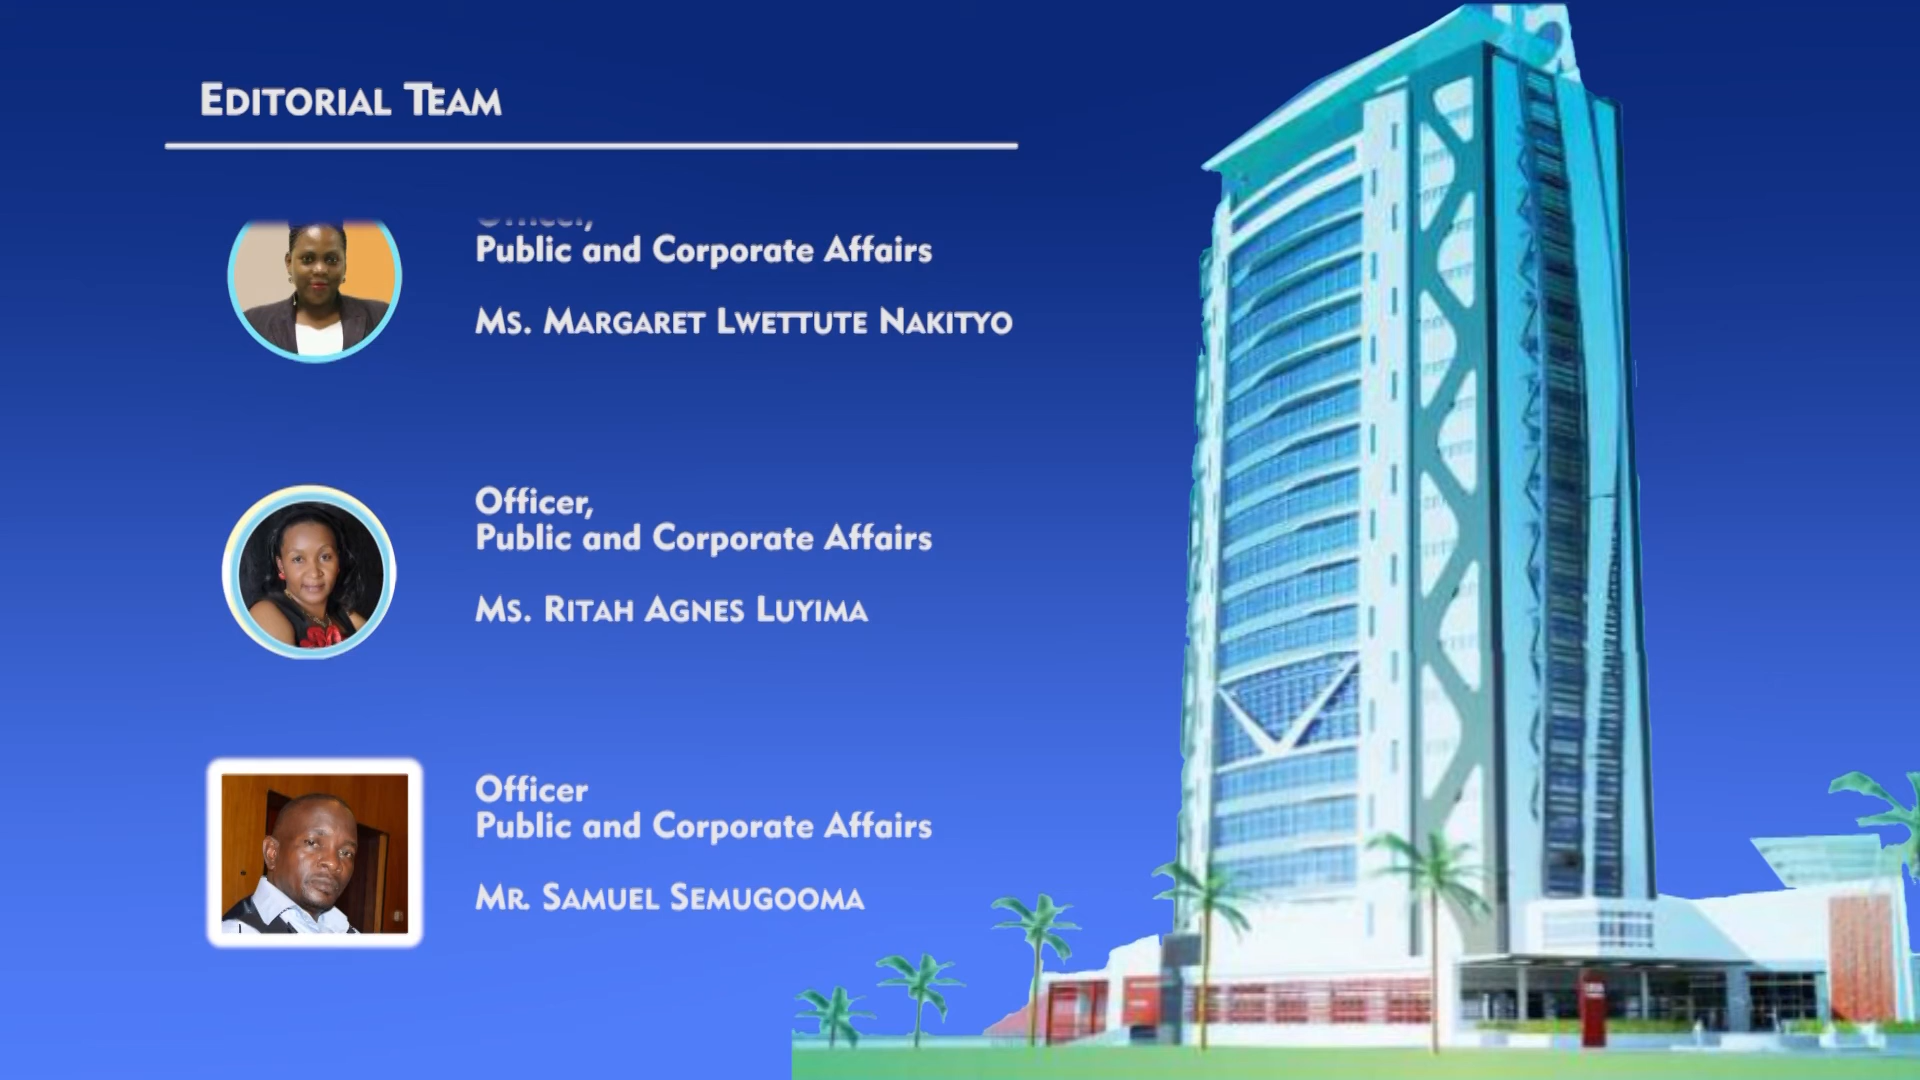 EDITORIAL TEAM
Officer,
Public and Corporate Affairs
MS. MARGARET LWETTUTE NAKITYO
Officer,
Public and Corporate Affairs
MS. RITAH AGNES LUYIMA
Officer
Public and Corporate Affairs
MR. SAMUEL SEMUGOOMA